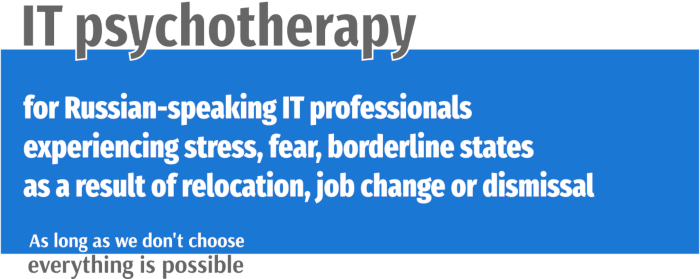 IT psychotherapy
for Russian-speaking IT professionals
experiencing stress, fear, borderline states
as a result of relocation, job change or dismissal
As long as we don't choose
everything is possible